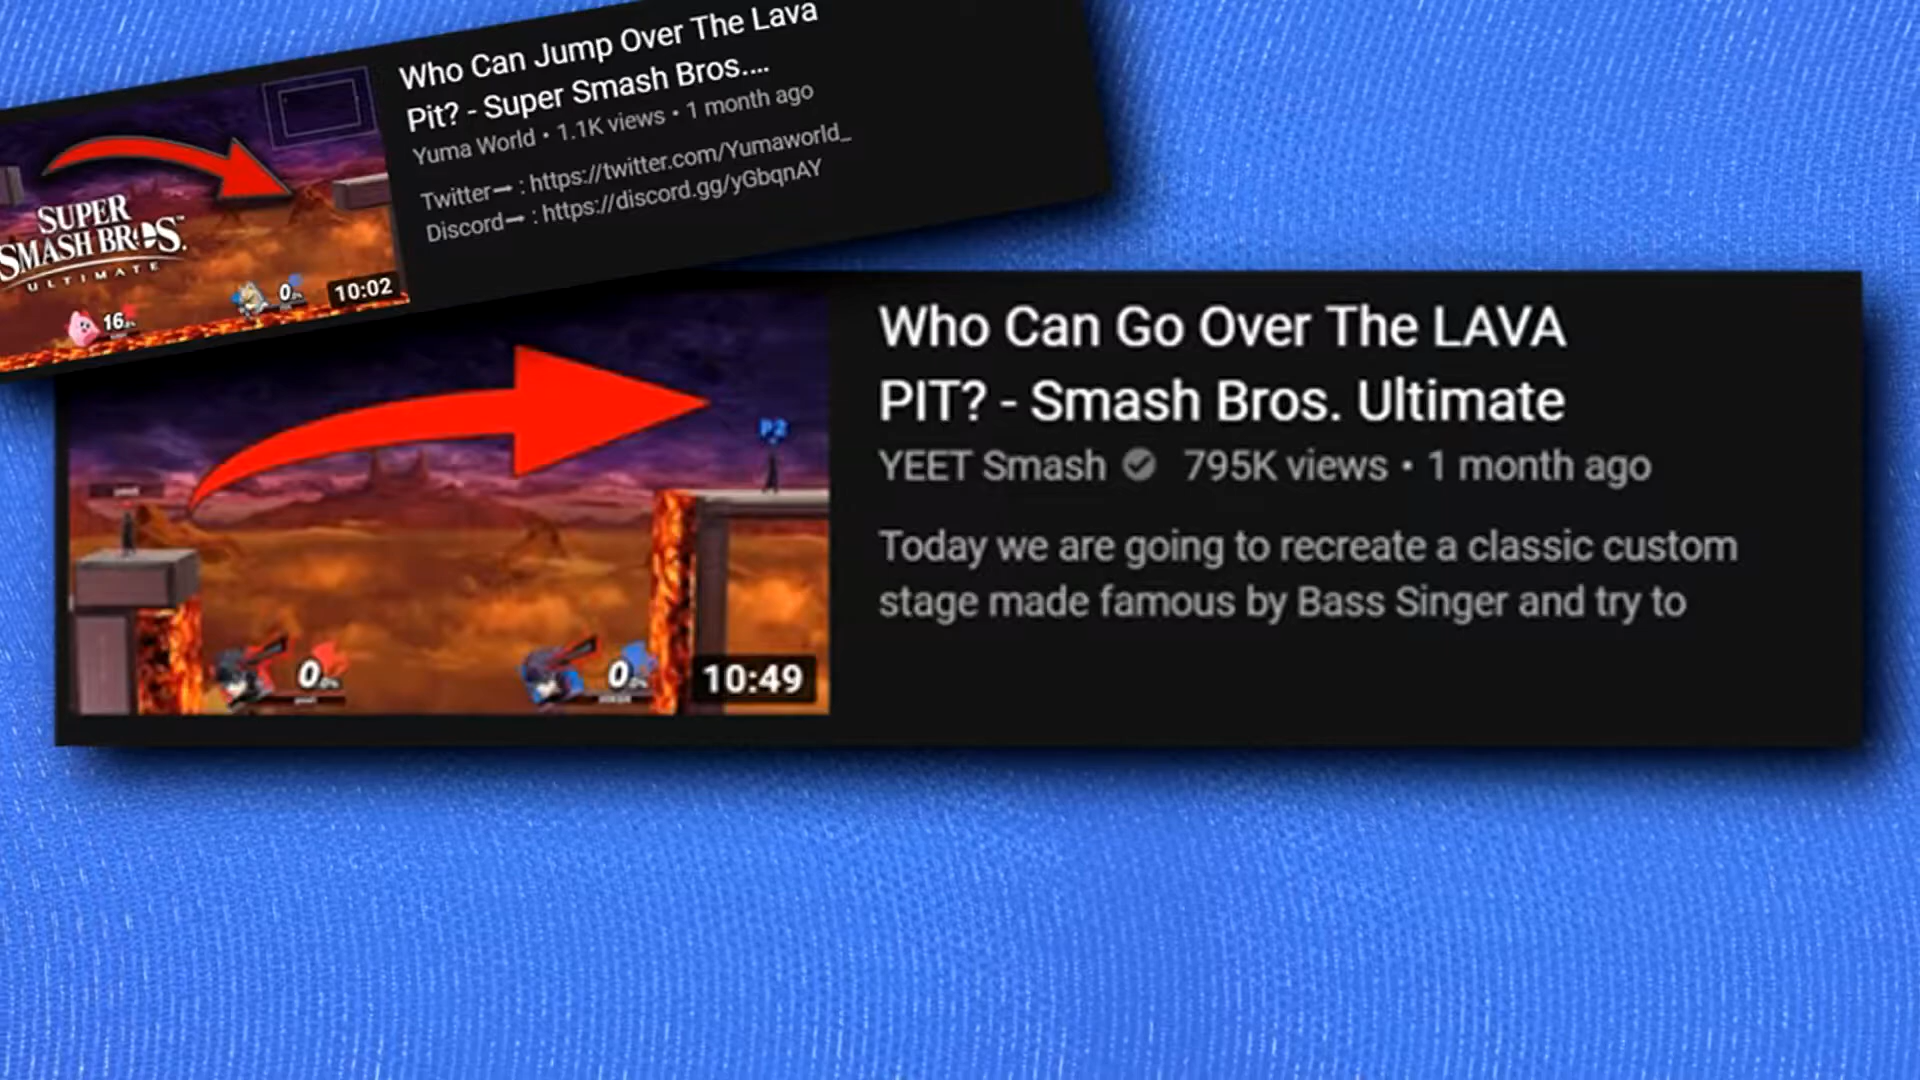 Who Can Jump Over The Lava
Pit? - Super Smash Bros....
Yuma World • 1.1K views • 1 month ago
Twitter➞ : https://twitter.com/Yumaworld_
Discord➞ : https://discord.gg/yGbqnAY
SUPER
SMASH BROS.
ULTIMATE
16
0
10:02
Who Can Go Over The LAVA
PIT? - Smash Bros. Ultimate
YEET Smash 795K views • 1 month ago
Today we are going to recreate a classic custom
stage made famous by Bass Singer and try to
P2
0%
0%
10:49